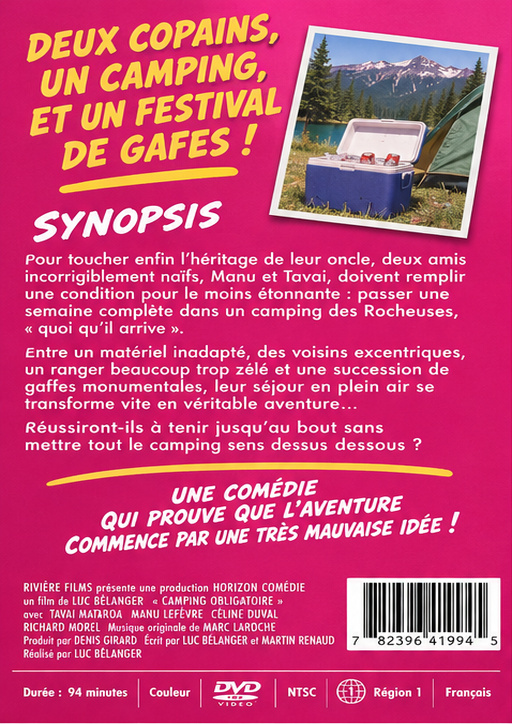 DEUX COPAINS,
UN CAMPING,
ET UN FESTIVAL
DE GAFES !
SYNOPSIS
Pour toucher enfin l'héritage de leur oncle, deux amis
incorrigiblement naïfs, Manu et Tavai, doivent remplir
une condition pour le moins étonnante : passer une
semaine complète dans un camping des Rocheuses,
« quoi qu'il arrive ».
Entre un matériel inadapté, des voisins excentriques,
un ranger beaucoup trop zélé et une succession de
gaffes monumentales, leur séjour en plein air se
transforme vite en véritable aventure...
Réussiront-ils à tenir jusqu'au bout sans
mettre tout le camping sens dessus dessous ?
UNE COMÉDIE
QUI PROUVE QUE L'AVENTURE
COMMENCE PAR UNE TRÈS MAUVAISE IDÉE !
RIVIÈRE FILMS présente une production HORIZON COMÉDIE
un film de LUC BÉLANGER « CAMPING OBLIGATOIRE »
avec TAVAI MATAROA MANU LEFÈVRE CÉLINE DUVAL
RICHARD MOREL Musique originale de MARC LAROCHE
Produit par DENIS GIRARD Écrit par LUC BÉLANGER et MARTIN RENAUD
Réalisé par LUC BÉLANGER
7 82396 41994 5
Durée : 94 minutes Couleur DVD VIDEO NTSC 1 Région 1 Français